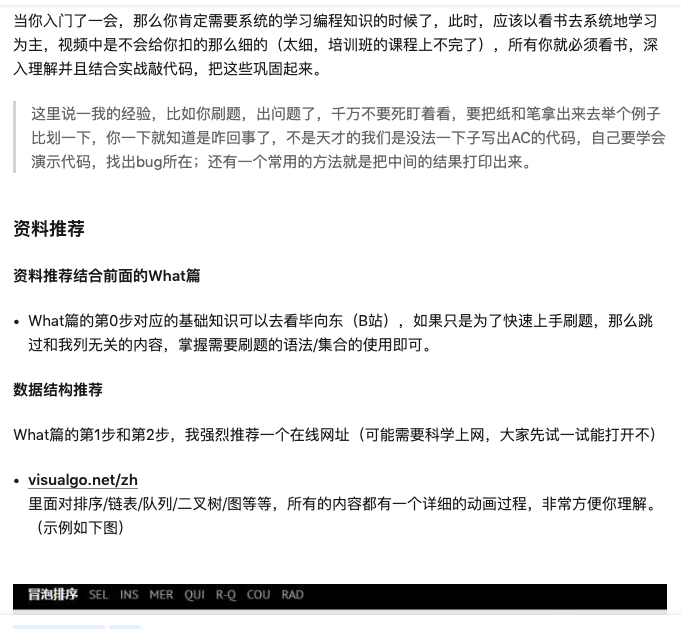 当你入门了一会，那么你肯定需要系统的学习编程知识的时候了，此时，应该以看书去系统地学习
为主，视频中是不会给你扣的那么细的（太细，培训班的课程上不完了），所有你就必须看书，深
入理解并且结合实战敲代码，把这些巩固起来。
这里说一我的经验，比如你刷题，出问题了，千万不要死盯着看，要把纸和笔拿出来去举个例子
比划一下，你一下就知道是咋回事了，不是天才的我们是没法一下子写出AC的代码，自己要学会
演示代码，找出bug所在；还有一个常用的方法就是把中间的结果打印出来。
资料推荐
资料推荐结合前面的What篇
• What篇的第0步对应的基础知识可以去看毕向东（B站），如果只是为了快速上手刷题，那么跳
过和我列无关的内容，掌握需要刷题的语法/集合的使用即可。
数据结构推荐
What篇的第1步和第2步，我强烈推荐一个在线网址（可能需要科学上网，大家先试一试能打开不）
• visualgo.net/zh
里面对排序/链表/队列/二叉树/图等等，所有的内容都有一个详细的动画过程，非常方便你理解。
（示例如下图）
冒泡排序 SEL INS MER QUI R-Q COU RAD